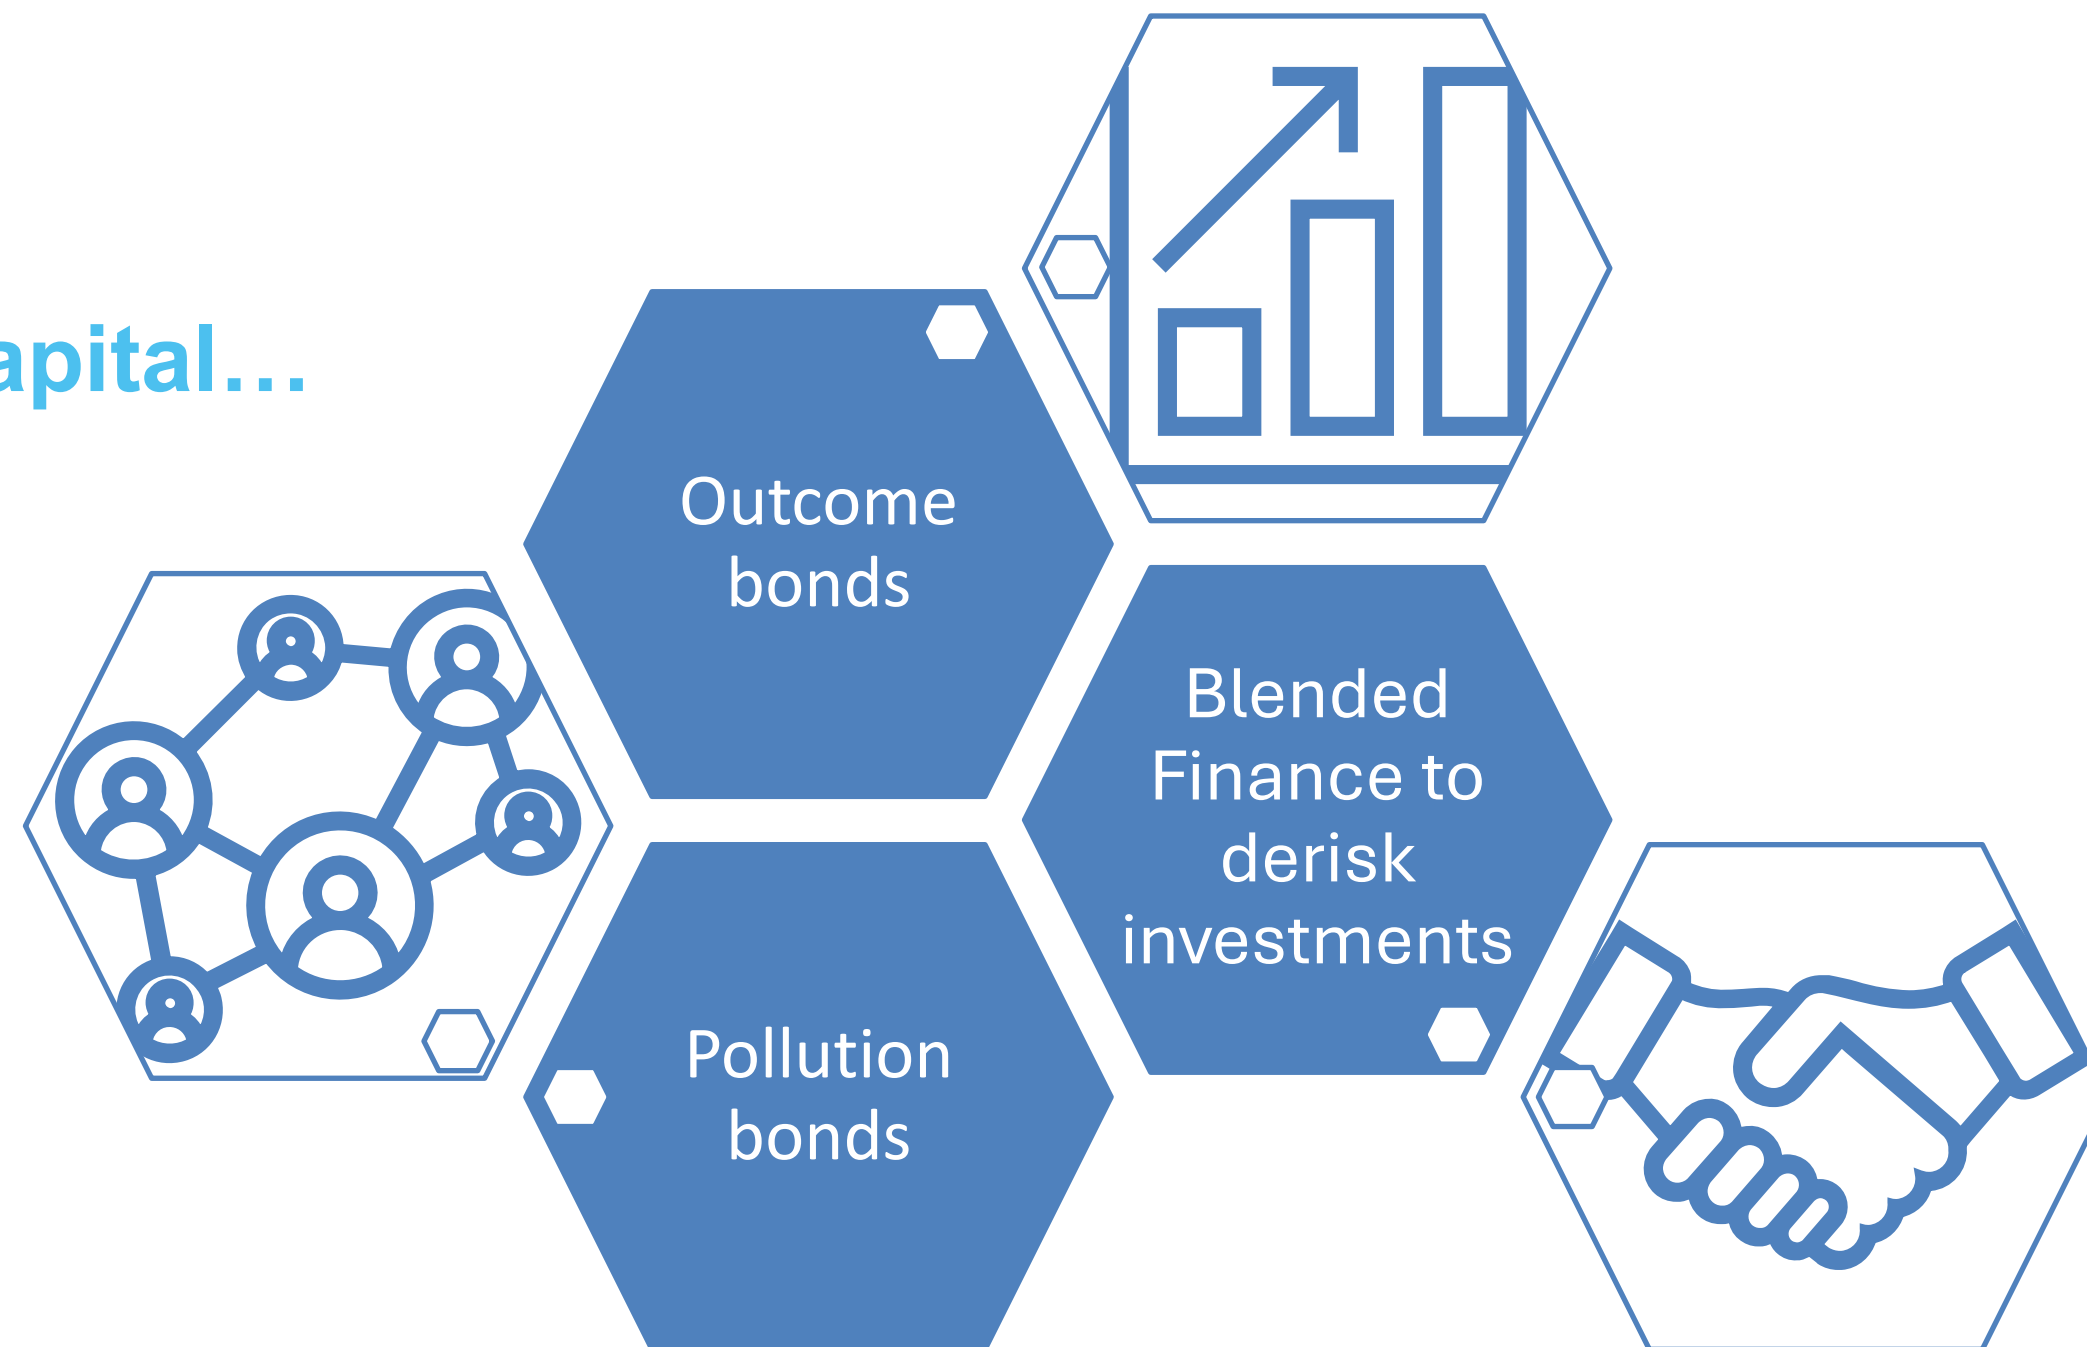 apital...
Outcome
bonds
Blended
Finance to
derisk
investments
Pollution
bonds